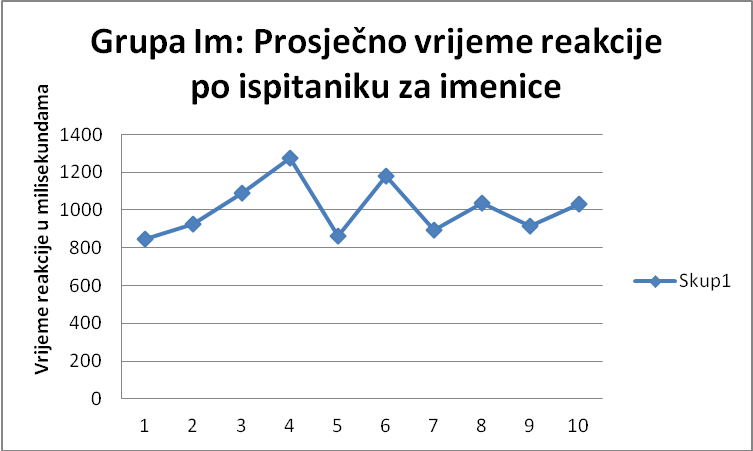 Grupa Im: Prosječno vrijeme reakcije
po ispitaniku za imenice
Vrijeme reakcije u milisekundama
1400
1200
1000
800
600
400
200
0
1 2 3 4 5 6 7 8 9 10
Skup1